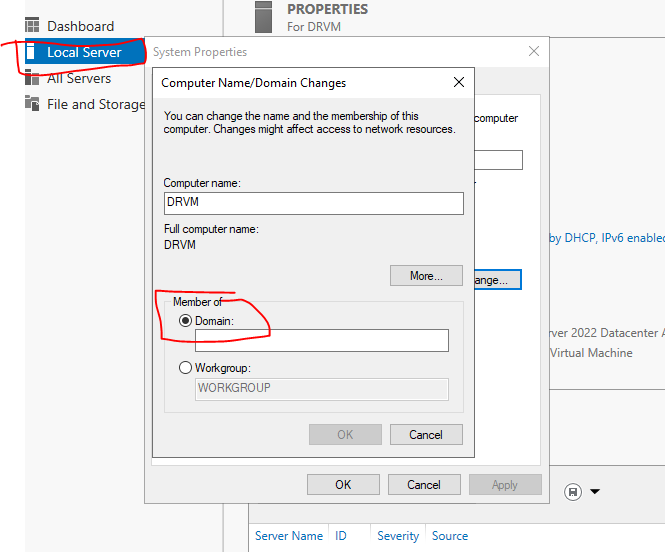 Dashboard
Local Server
All Servers
File and Storage
PROPERTIES
For DRVM
System Properties
Computer Name/Domain Changes
You can change the name and the membership of this
computer. Changes might affect access to network resources.
computer
Computer name:
DRVM
Full computer name:
DRVM
More...
by DHCP, IPv6 enabled
ange...
Member of
Domain:
Workgroup:
WORKGROUP
rver 2022 Datacenter A
Virtual Machine
OK
Cancel
OK
Cancel
Apply
Server Name
ID
Severity
Source